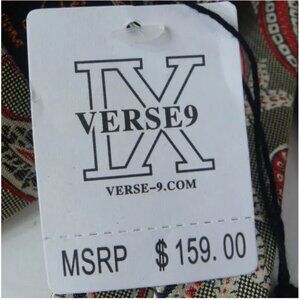 IX
VERSE9
VERSE-9.COM
MSRP $ 159.00